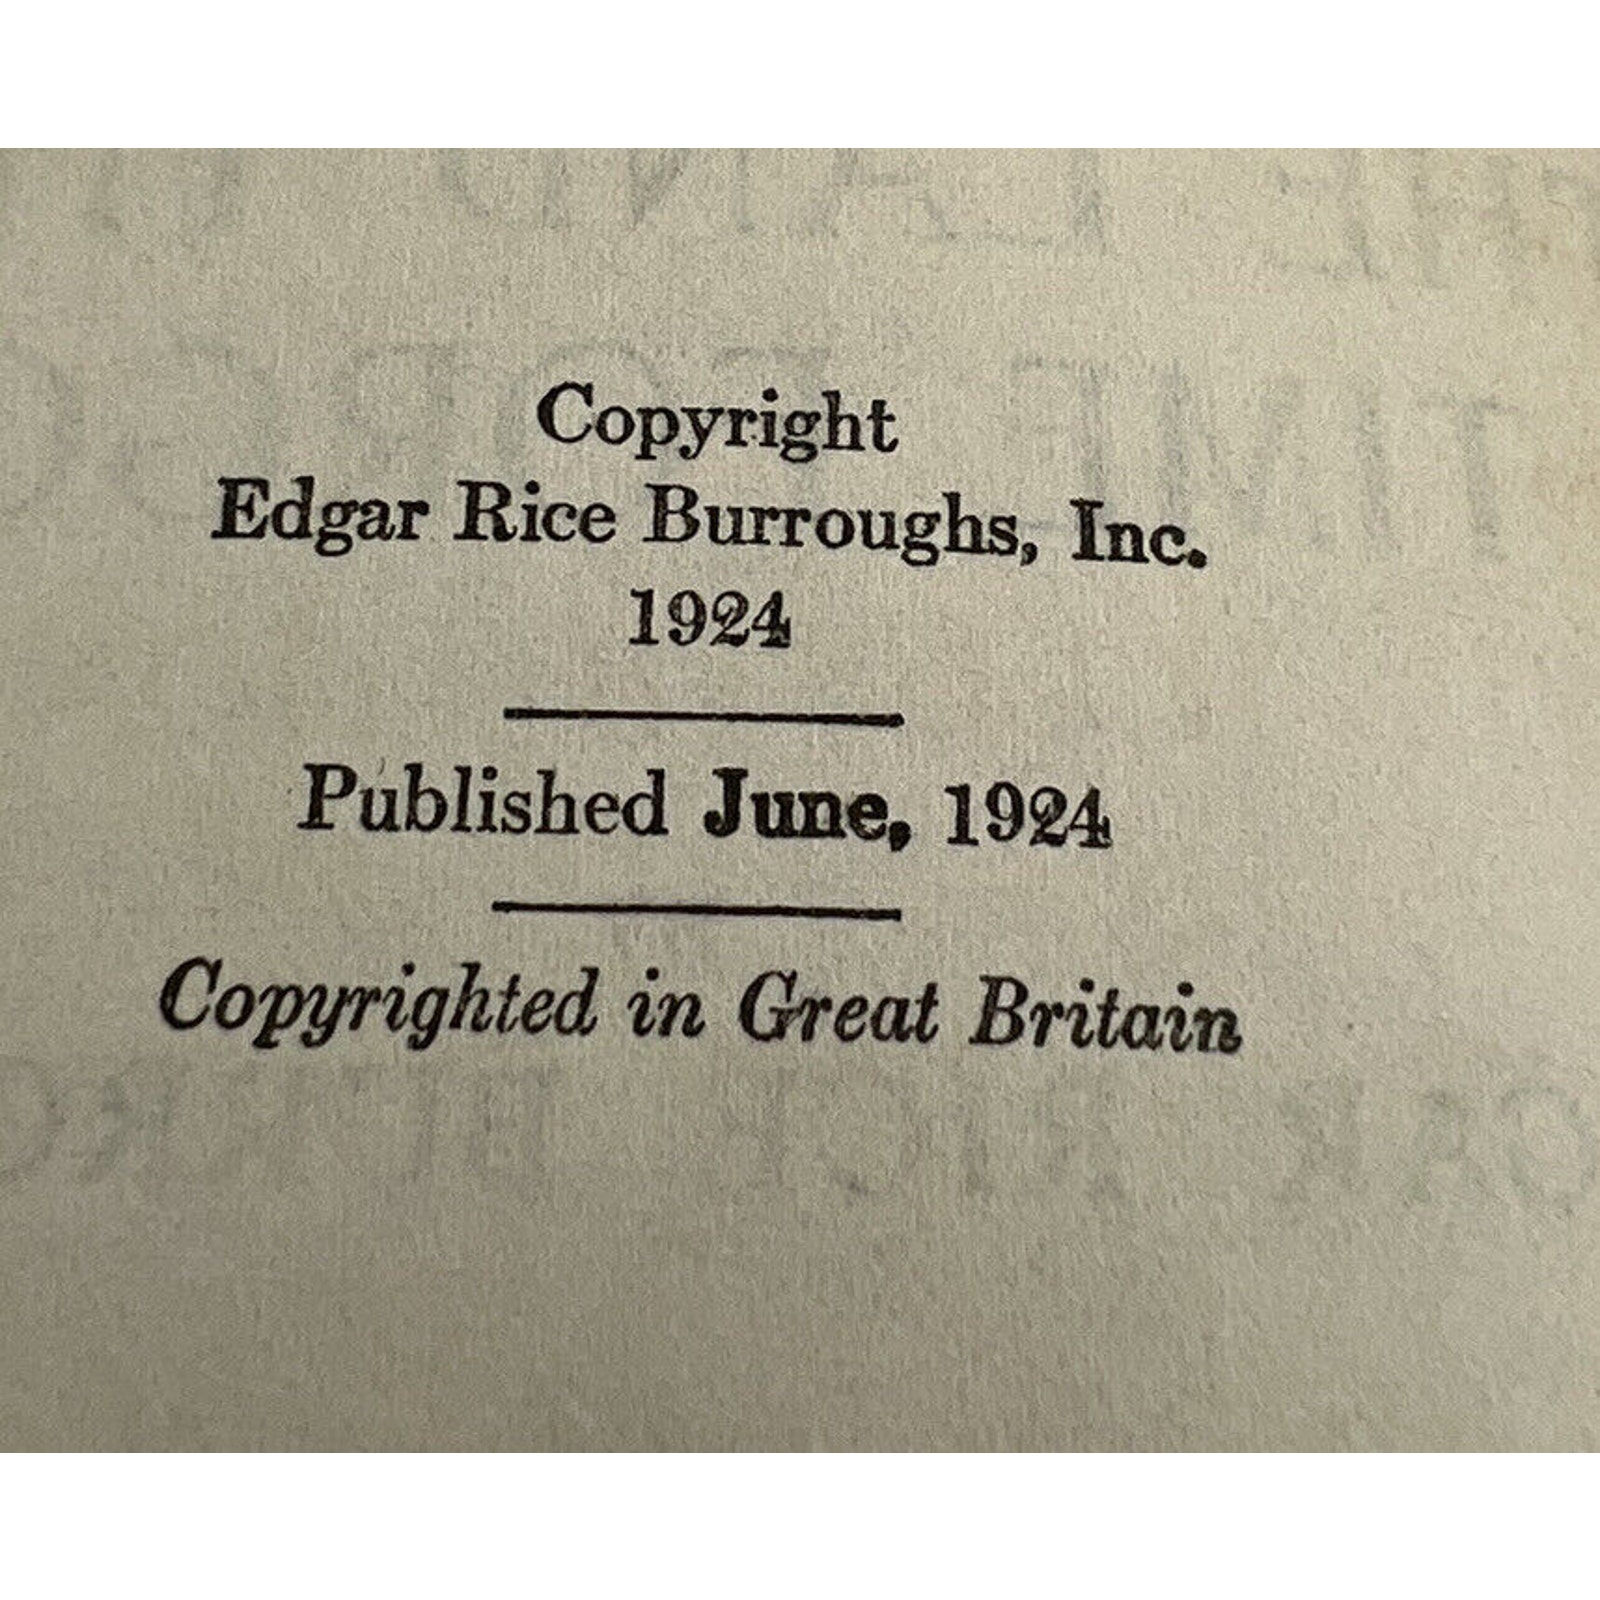 Copyright
Edgar Rice Burroughs, Inc.
1924
Published June, 1924
Copyrighted in Great Britain